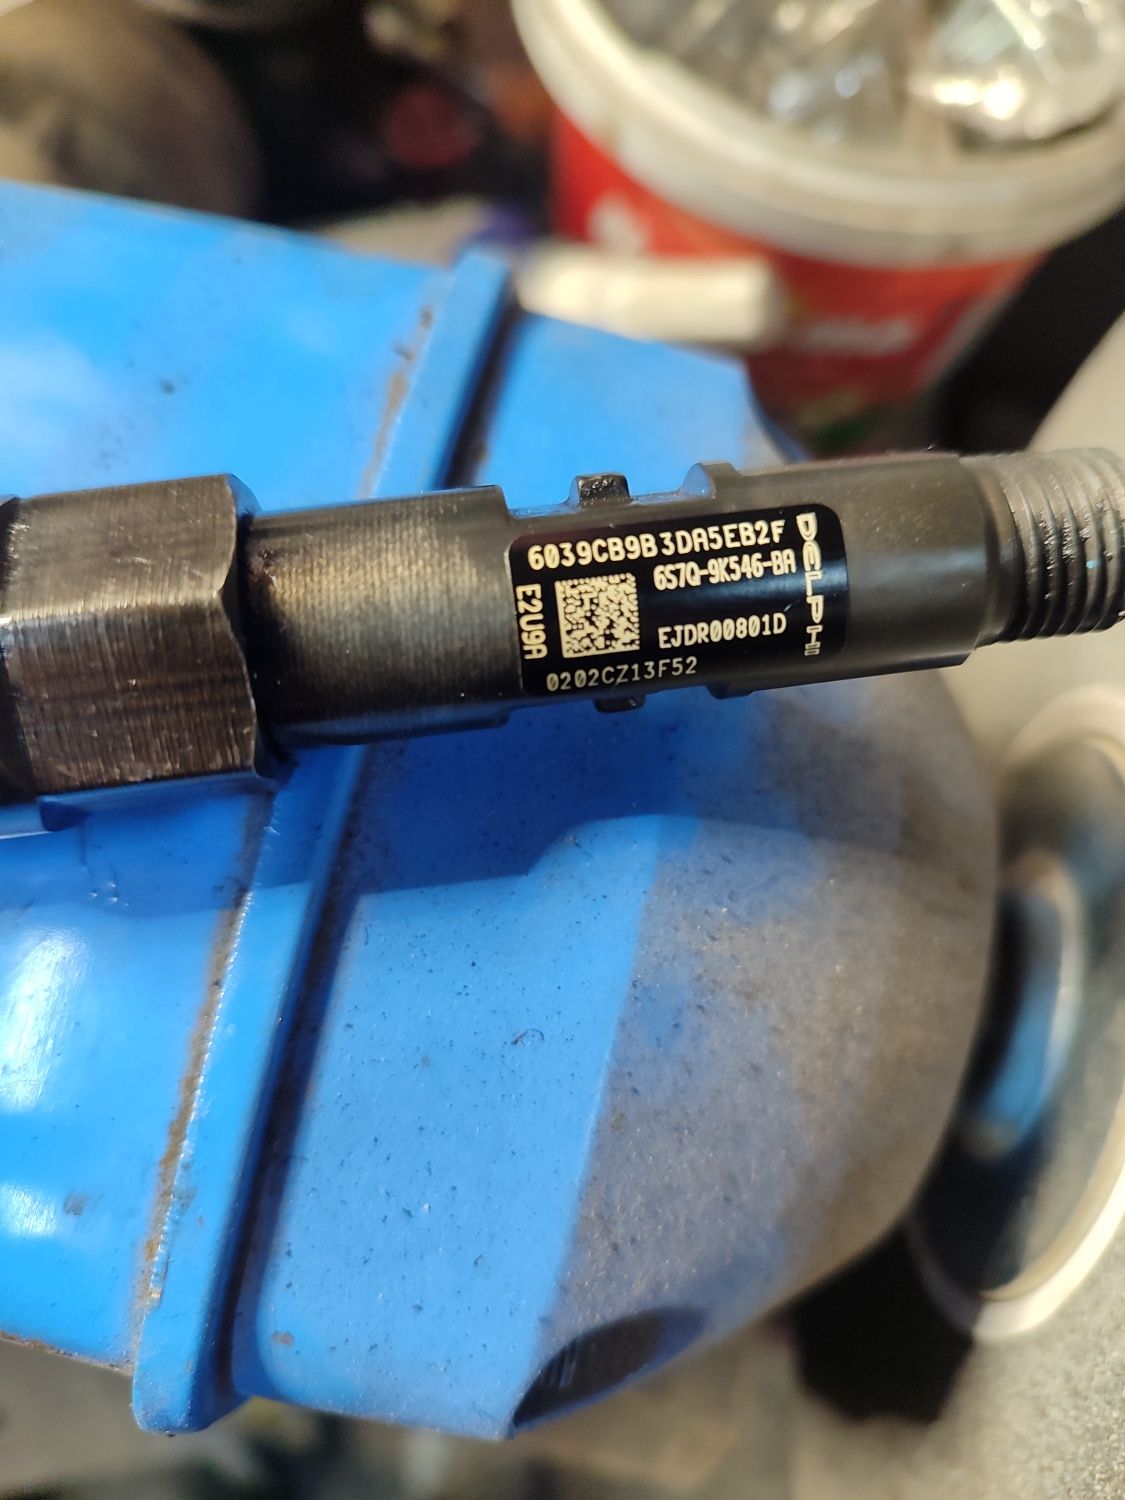 6039CB9B3DA5EB2F
6S7Q-9K546-BA
E2U9A
EJDR00801D
0202CZ13F52
DELPHI